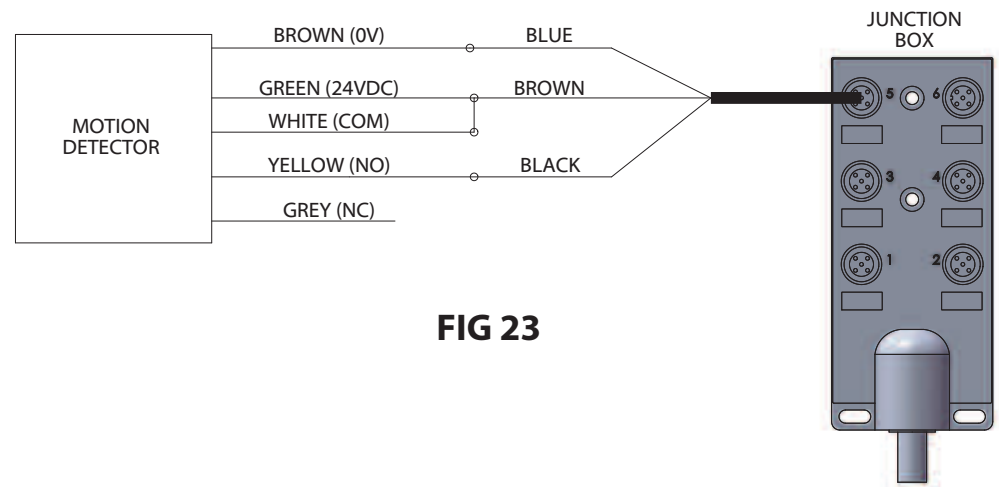 JUNCTION
BOX
BROWN (0V)
BLUE
GREEN (24VDC)
BROWN
WHITE (COM)
MOTION
DETECTOR
YELLOW (NO)
BLACK
GREY (NC)
5
6
3
4
1
2
FIG 23